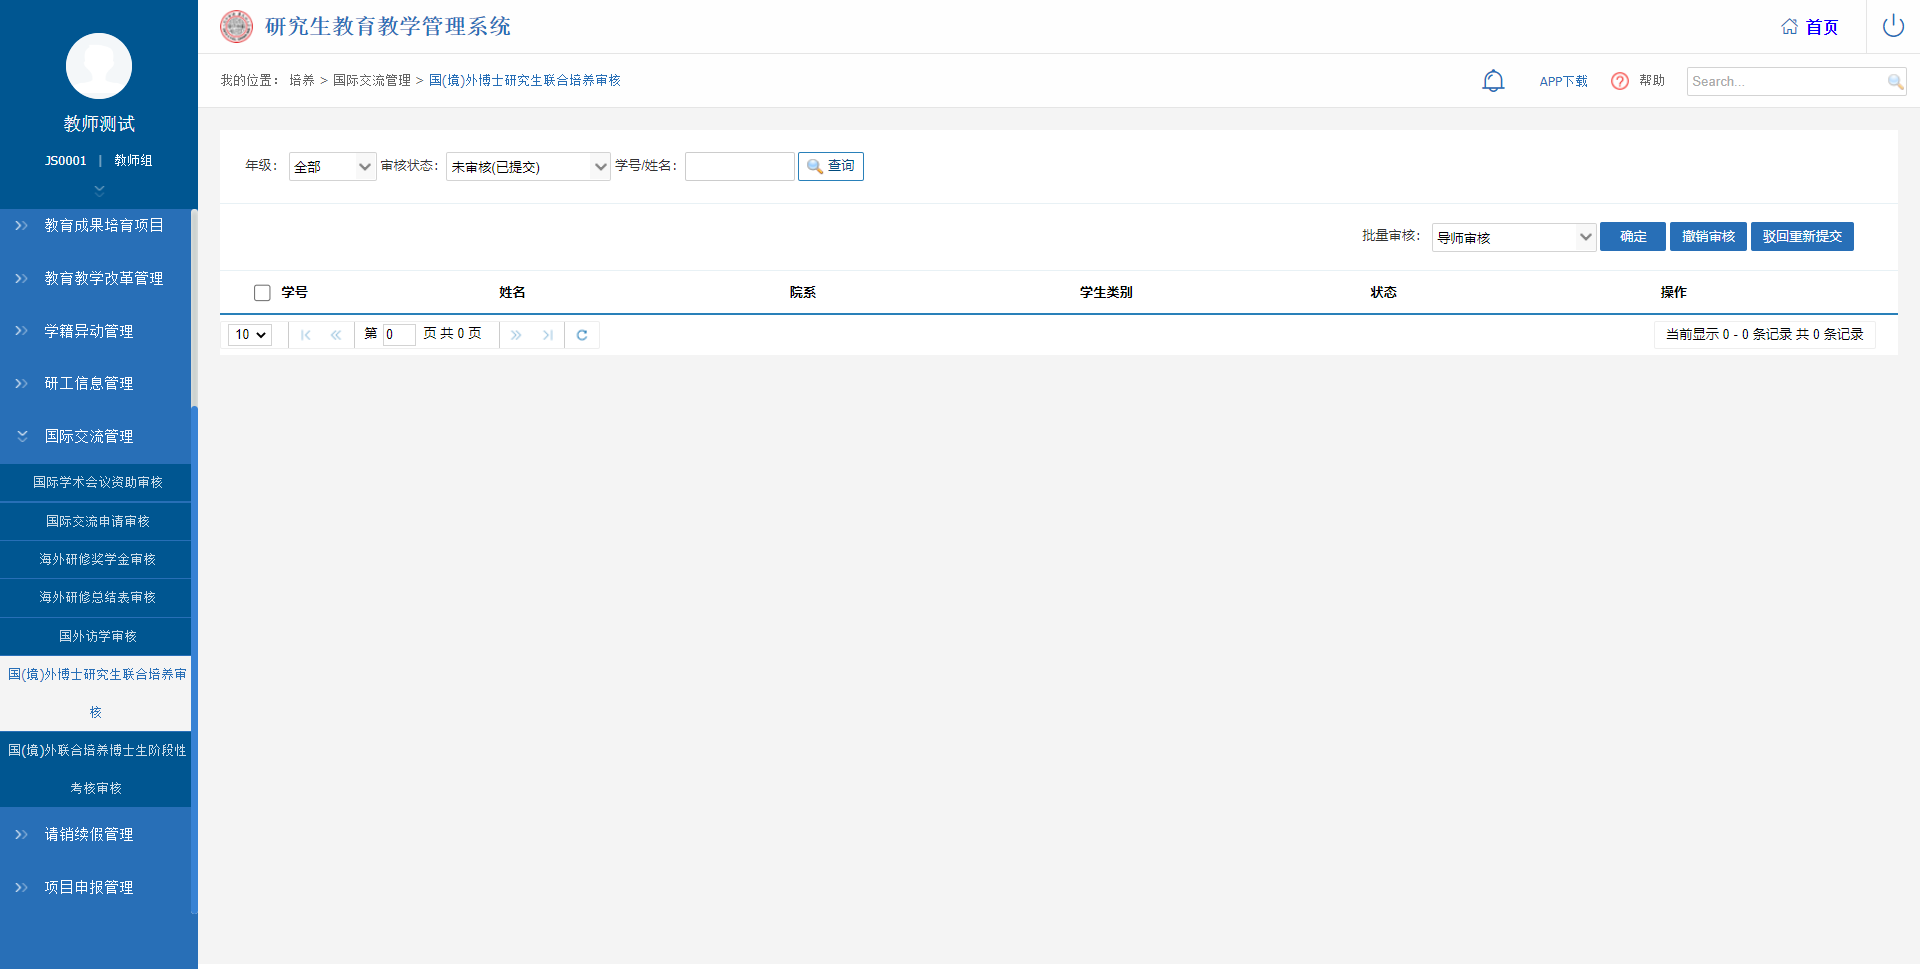 研究生教育教学管理系统
首页
教师测试
JS0001 | 教师组
我的位置： 培养 > 国际交流管理 > 国(境)外博士研究生联合培养审核
APP下载
帮助
Search...
教育成果培育项目
教育教学改革管理
学籍异动管理
研工信息管理
国际交流管理
国际学术会议资助审核
国际交流申请审核
海外研修奖学金审核
海外研修总结表审核
国外访学审核
国(境)外博士研究生联合培养审
核
国(境)外联合培养博士生阶段性
考核审核
请销续假管理
项目申报管理
年级： 全部 审核状态： 未审核(已提交) 学号/姓名： 查询
批量审核： 导师审核 确定 撤销审核 驳回重新提交
学号 姓名 院系 学生类别 状态 操作
10 第 0 页 共 0 页 当前显示 0 - 0 条记录 共 0 条记录